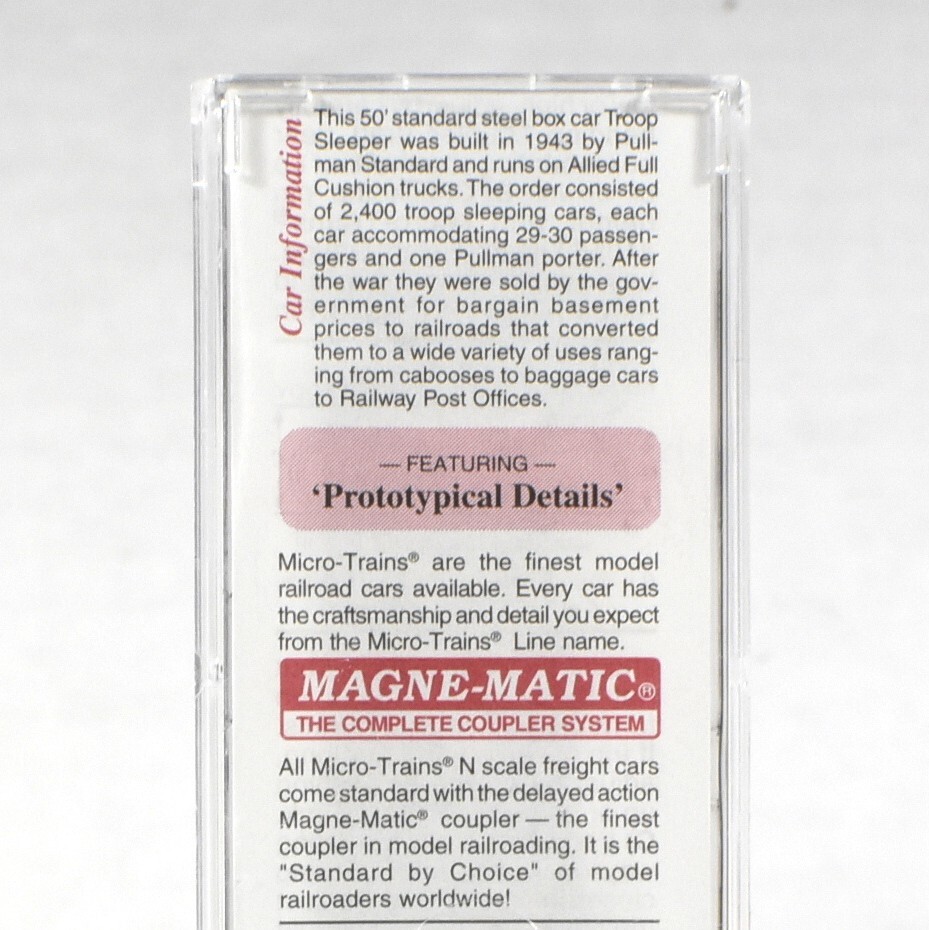 Car Information
This 50' standard steel box car Troop
Sleeper was built in 1943 by Pull-
man Standard and runs on Allied Full
Cushion trucks. The order consisted
of 2,400 troop sleeping cars, each
car accommodating 29-30 passen-
gers and one Pullman porter. After
the war they were sold by the gov-
ernment for bargain basement
prices to railroads that converted
them to a wide variety of uses rang-
ing from cabooses to baggage cars
to Railway Post Offices.
— FEATURING —
‘Prototypical Details’
Micro-Trains® are the finest model
railroad cars available. Every car has
the craftsmanship and detail you expect
from the Micro-Trains® Line name.
MAGNE-MATIC®
THE COMPLETE COUPLER SYSTEM
All Micro-Trains® N scale freight cars
come standard with the delayed action
Magne-Matic® coupler — the finest
coupler in model railroading. It is the
"Standard by Choice" of model
railroaders worldwide!